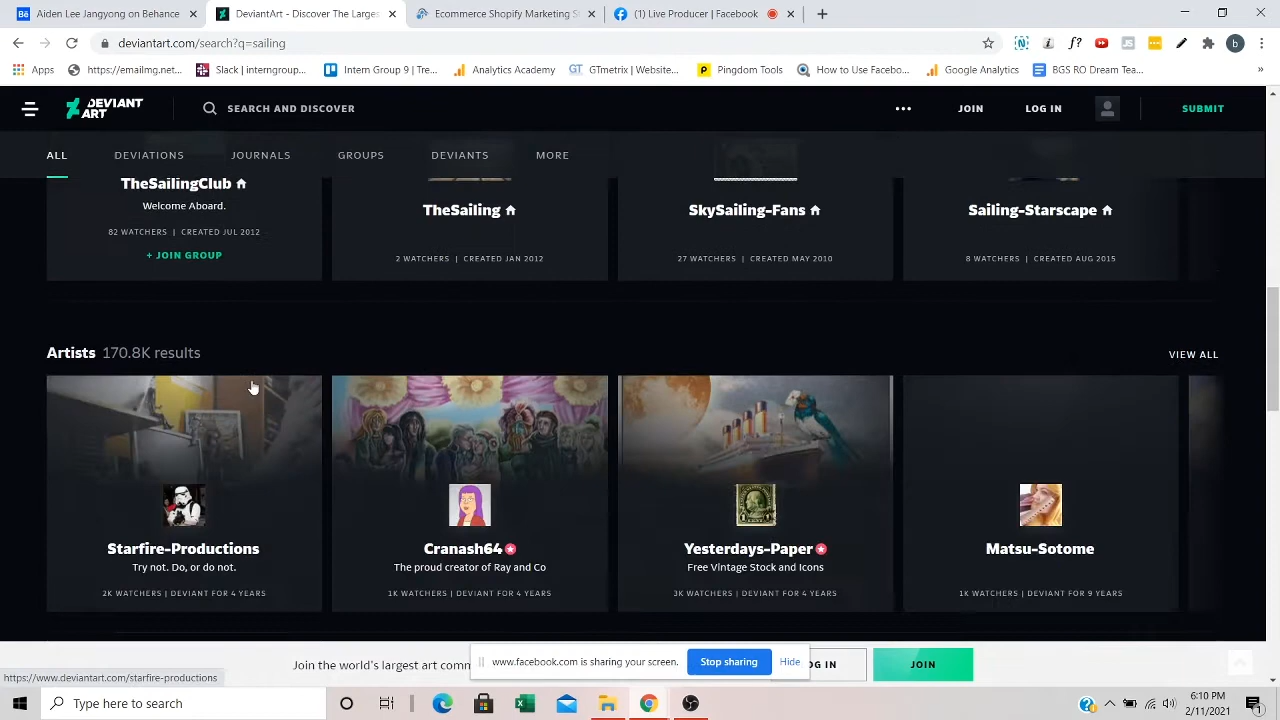 Behance
DeviantArt - Discover The Larges
Ecommerce Shopify Marketing S
(1) Live Producer | Facebook
deviantart.com/search?q=sailing
Apps
https://emailmg.net...
Slack | interngroup...
Intern Group 9 | Tr...
Analytics Academy
GTmetrix | Website...
Pingdom Tools
How to Use Facebo...
Google Analytics
BGS RO Dream Tea...
DEVIANT ART
SEARCH AND DISCOVER
JOIN
LOG IN
SUBMIT
ALL
DEVIATIONS
JOURNALS
GROUPS
DEVIANTS
MORE
TheSailingClub
Welcome Aboard.
82 WATCHERS | CREATED JUL 2012
+ JOIN GROUP
TheSailing
2 WATCHERS | CREATED JAN 2012
SkySailing-Fans
27 WATCHERS | CREATED MAY 2010
Sailing-Starscape
8 WATCHERS | CREATED AUG 2015
Artists 170.8K results
VIEW ALL
Starfire-Productions
Try not. Do, or do not.
2K WATCHERS | DEVIANT FOR 4 YEARS
Cranash64
The proud creator of Ray and Co
1K WATCHERS | DEVIANT FOR 4 YEARS
Yesterdays-Paper
Free Vintage Stock and Icons
3K WATCHERS | DEVIANT FOR 4 YEARS
Matsu-Sotome
1K WATCHERS | DEVIANT FOR 9 YEARS
Join the world's largest art comm
www.facebook.com is sharing your screen.
Stop sharing
Hide
OG IN
JOIN
https://www.deviantart.com/starfire-productions
Type here to search
6:10 PM
2/11/2021